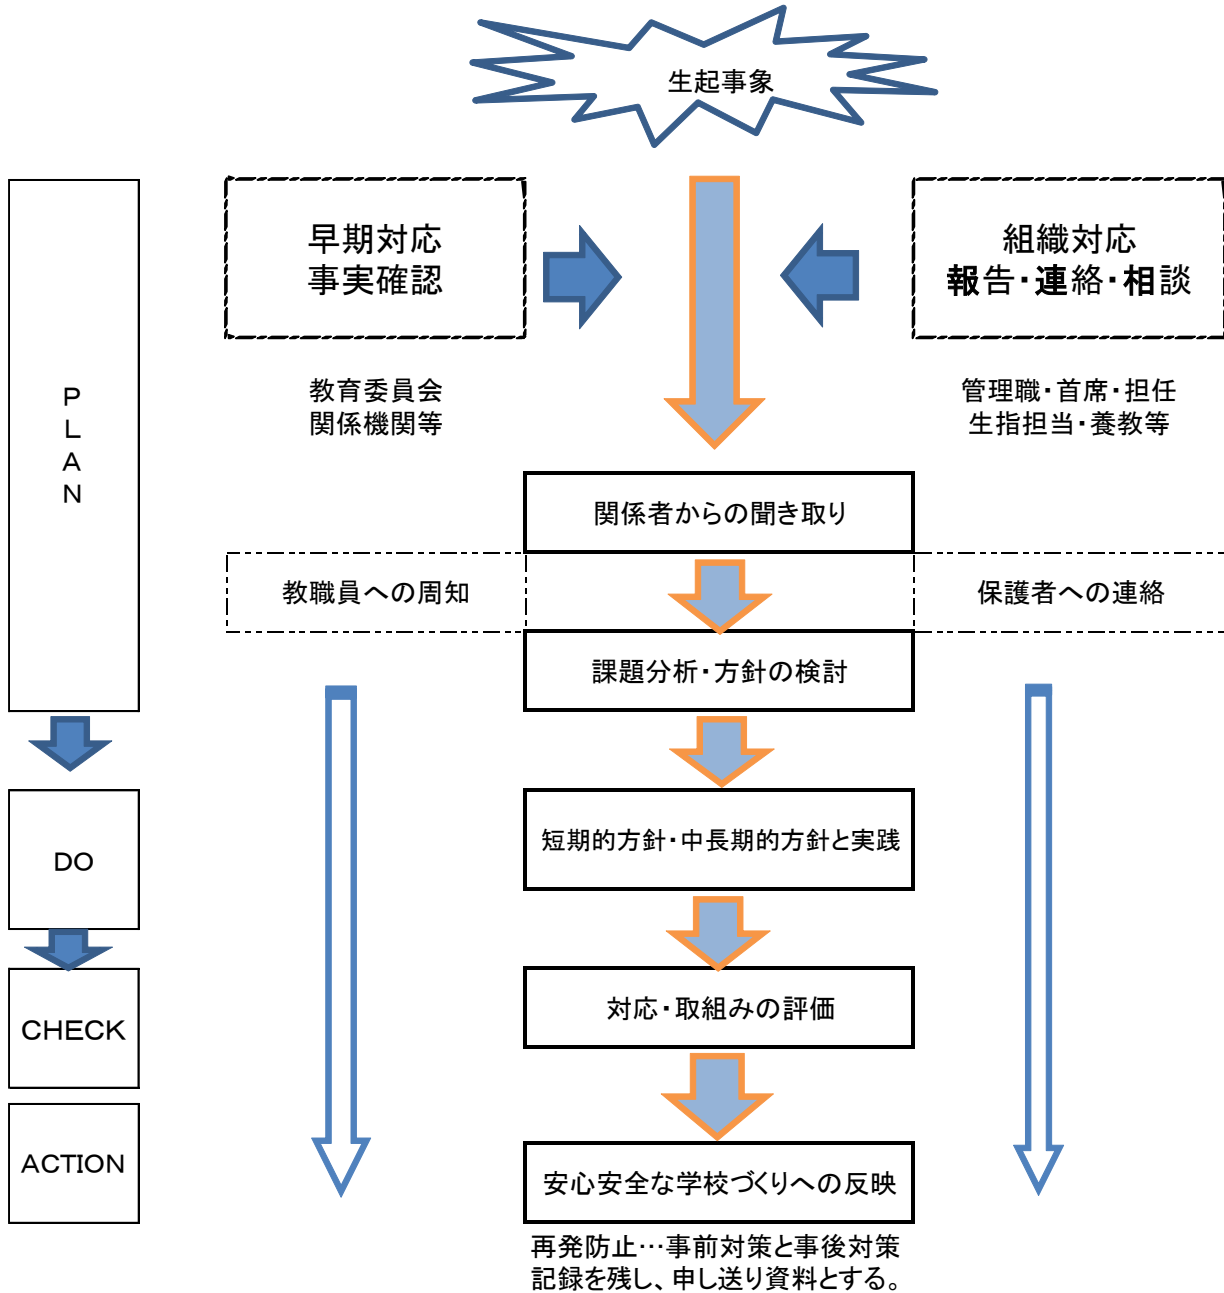 生起事象
早期対応
事実確認
組織対応
報告・連絡・相談
教育委員会
関係機関等
管理職・首席・担任
生指担当・養教等
P
L
A
N
関係者からの聞き取り
教職員への周知
保護者への連絡
課題分析・方針の検討
DO
短期的方針・中長期的方針と実践
CHECK
対応・取組みの評価
ACTION
安心安全な学校づくりへの反映
再発防止…事前対策と事後対策
記録を残し、申し送り資料とする。